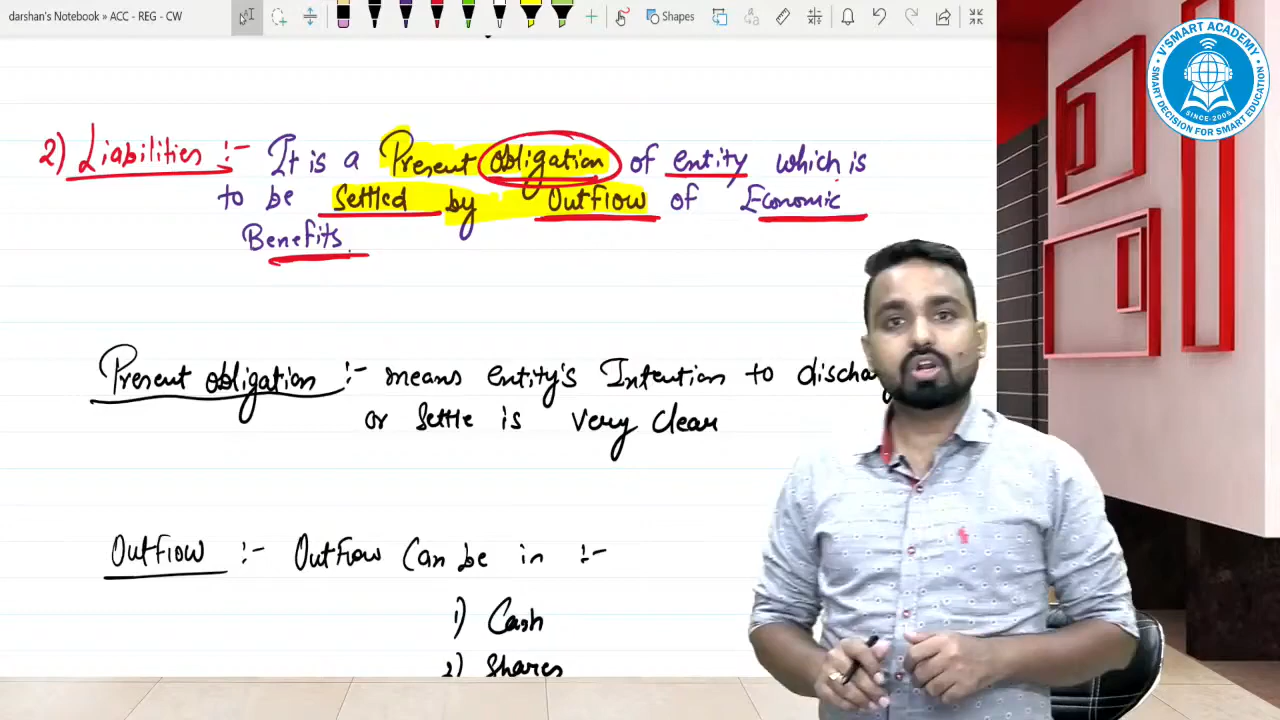 darshan's Notebook » ACC - REG - CW
Shapes
V'SMART ACADEMY
SMART DECISION FOR SMART EDUCATION
SINCE-2005
2) Liabilities :- It is a Present obligation of entity which is
to be settled by Outflow of Economic
Benefits.
Present obligation :- means entity's Intention to
or settle is very clear
Outflow :- Outflow Can be in :-
1) Cash
2) Shares